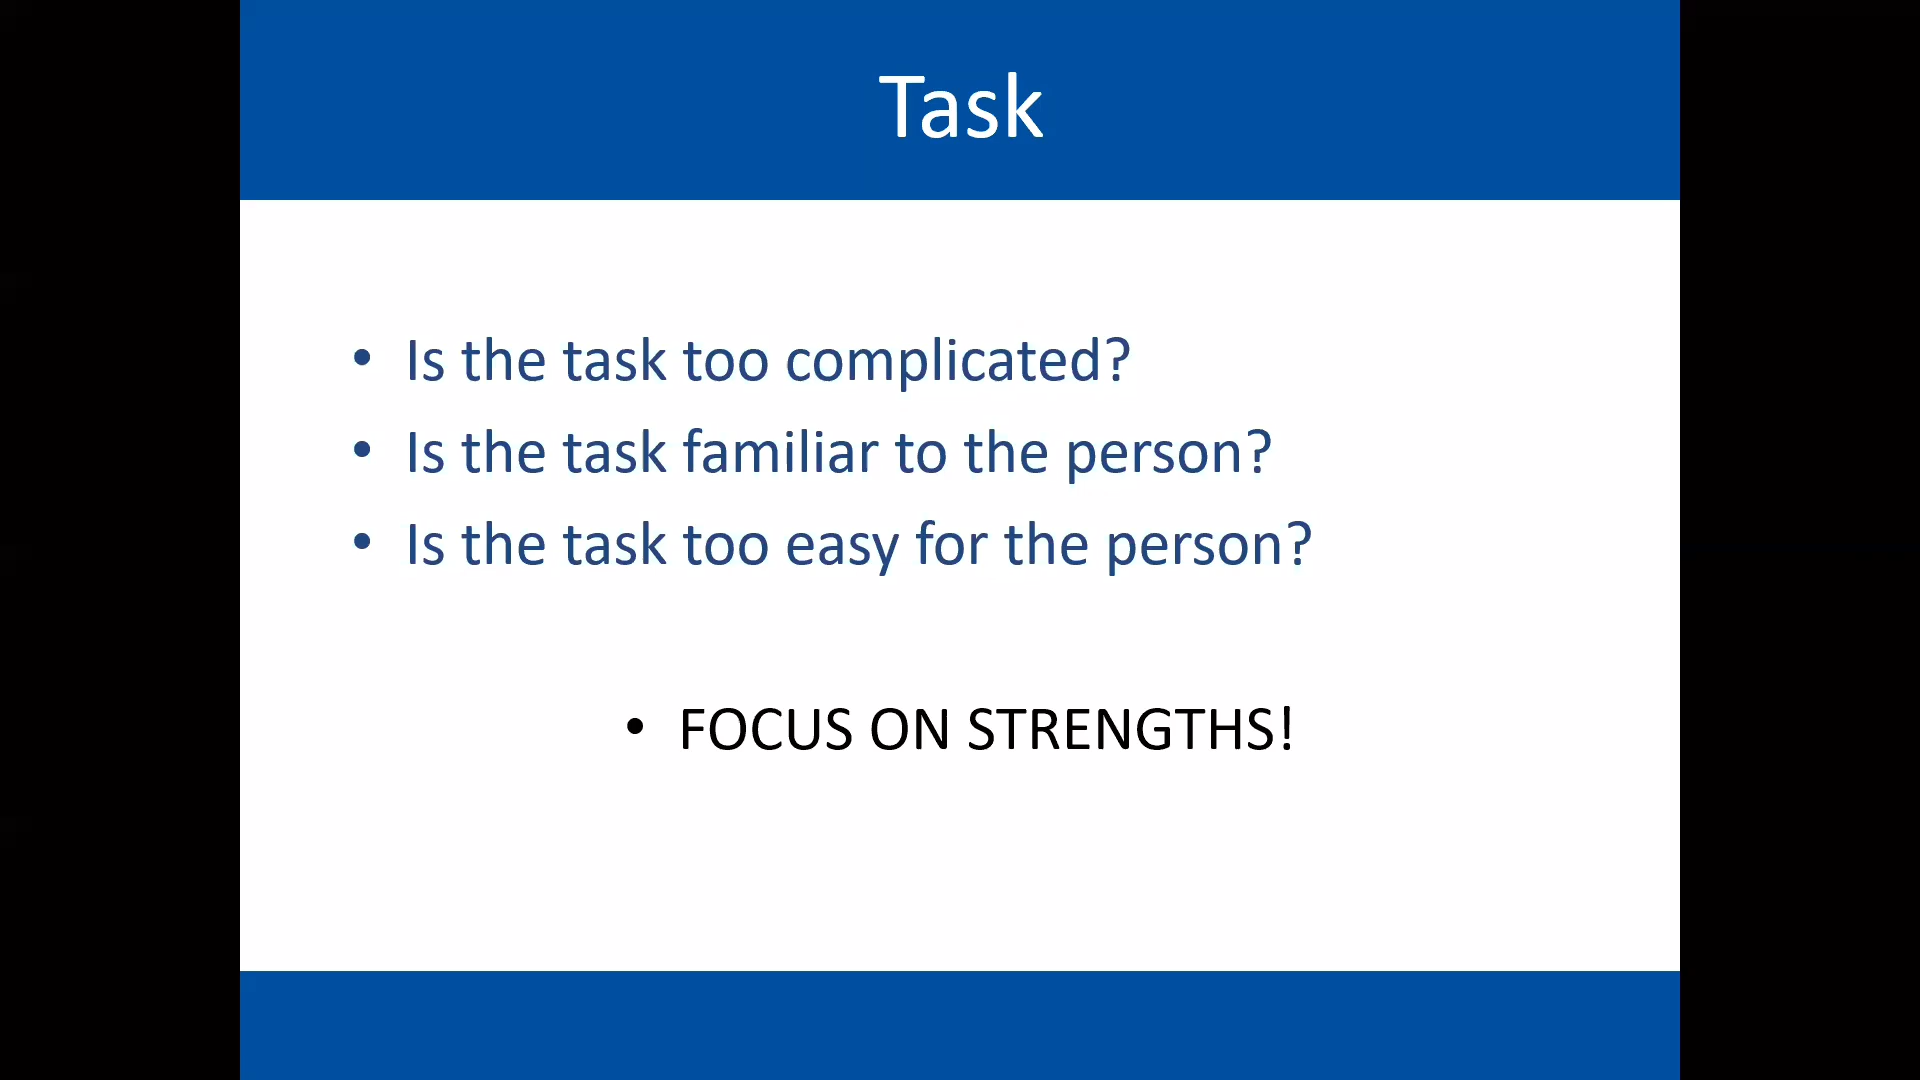 Task
• Is the task too complicated?
• Is the task familiar to the person?
• Is the task too easy for the person?
• FOCUS ON STRENGTHS!